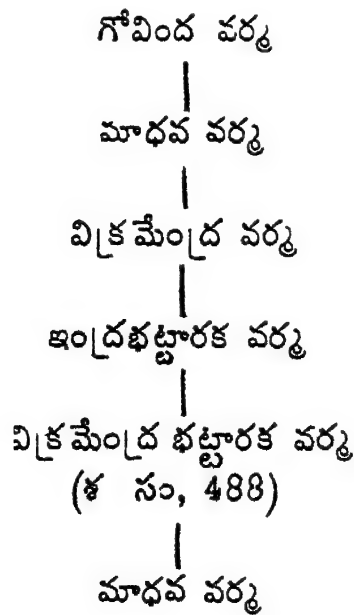 గోవింద వర్మ
మాధవ వర్మ
విక్రమేంద్ర వర్మ
ఇంద్రభట్టారక వర్మ
విక్రమేంద్ర భట్టారక వర్మ
(శ సం, 488)
మాధవ వర్మ